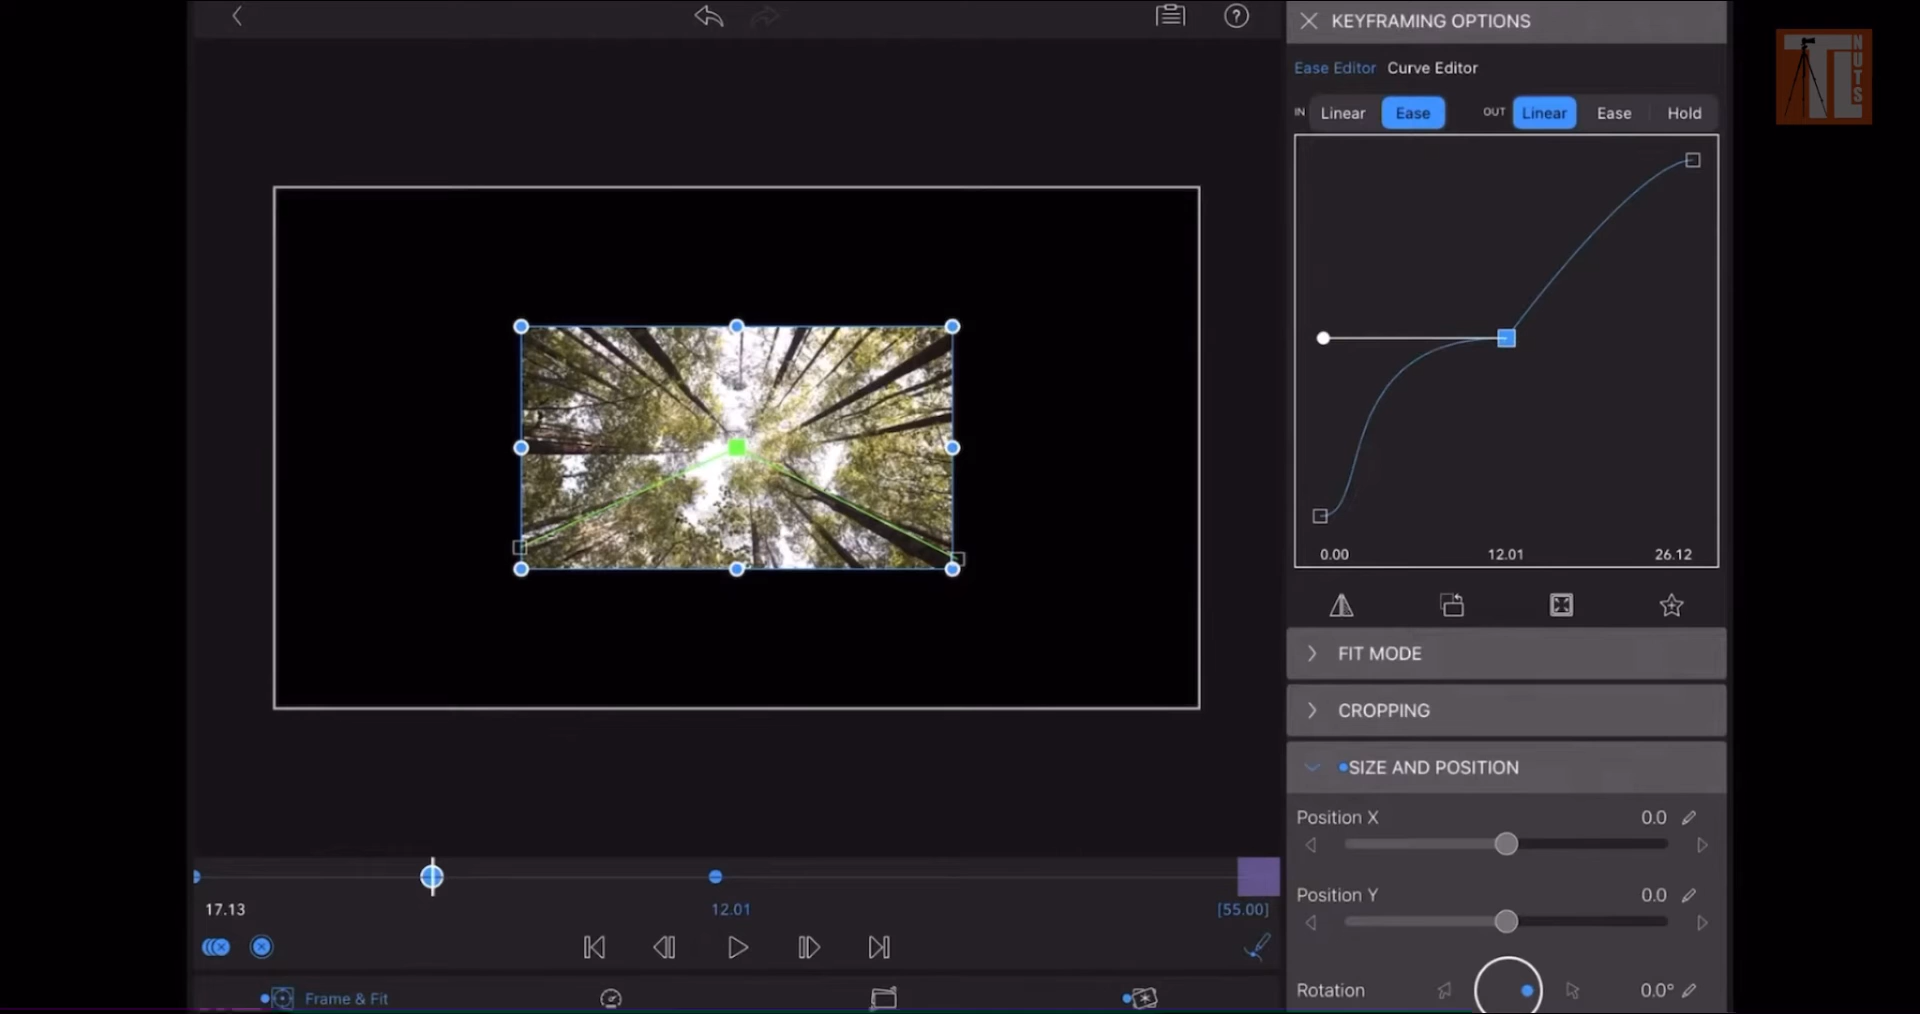 KEYFRAMING OPTIONS
TL NUTS
Ease Editor Curve Editor
IN Linear Ease OUT Linear Ease Hold
0.00 12.01 26.12
FIT MODE
CROPPING
SIZE AND POSITION
Position X 0.0
Position Y 0.0
17.13 12.01 [55.00]
Rotation 0.0°
Frame & Fit